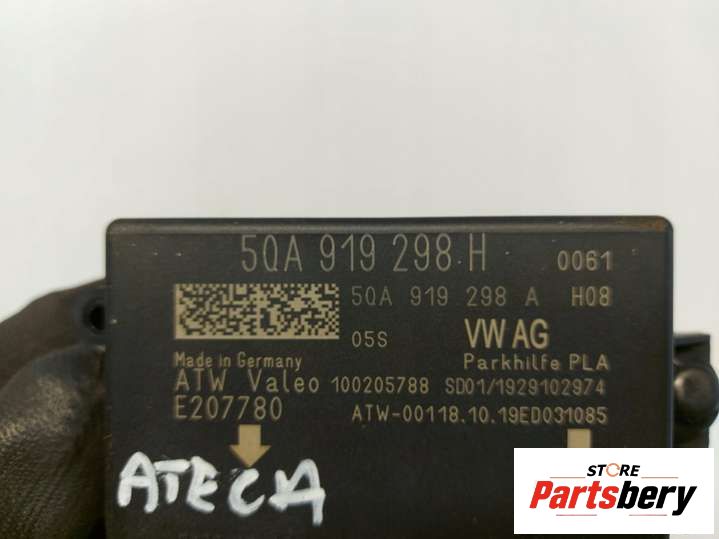 5QA 919 298 H 0061
5QA 919 298 A H08
05S VW AG
Made in Germany Parkhilfe PLA
ATW Valeo 100205788 SD01/1929102974
E207780 ATW-00118.10.19ED031085
ATECA
STORE
Partsbery